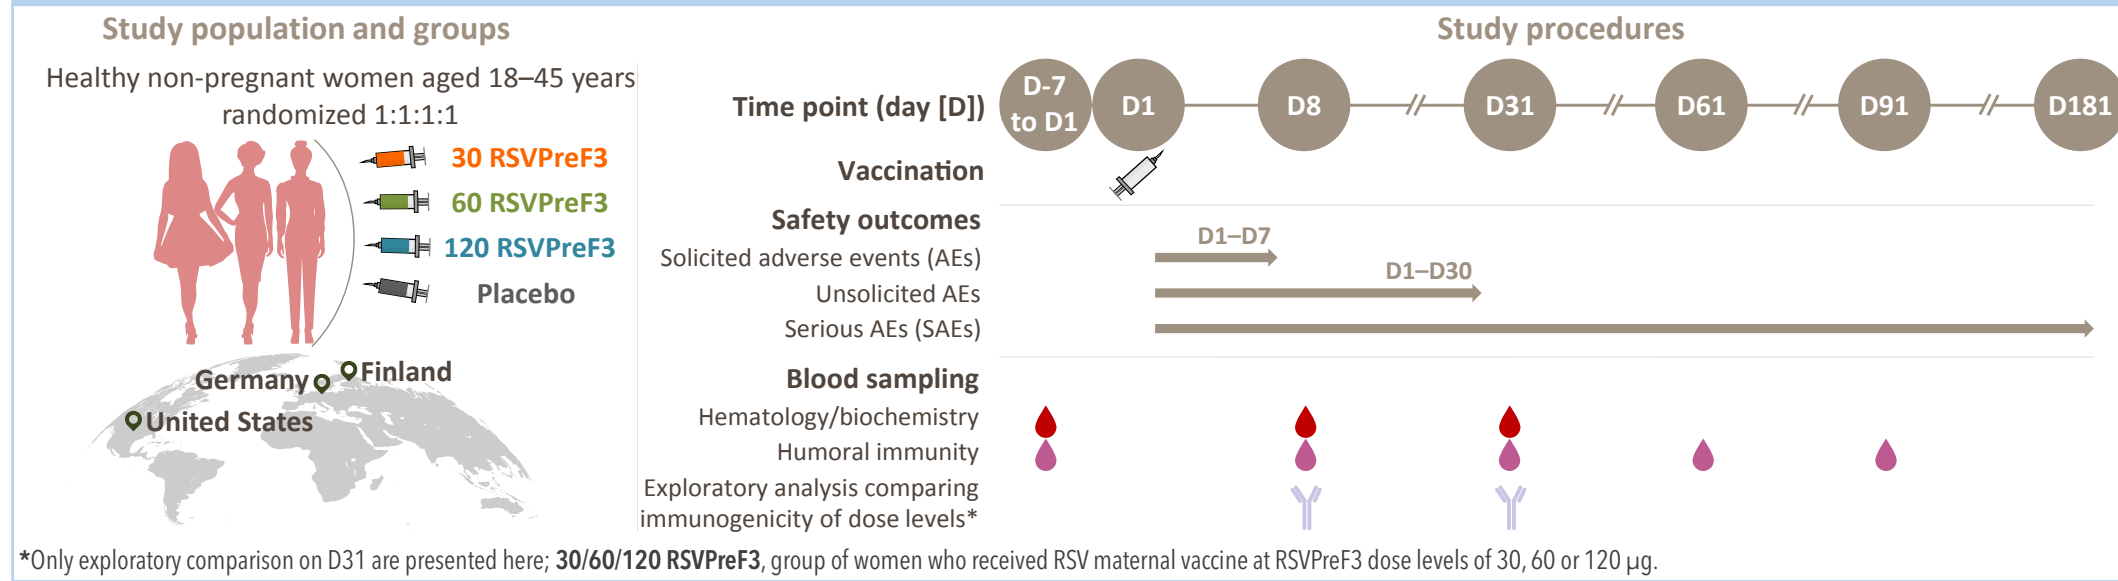 Study population and groups
Healthy non-pregnant women aged 18–45 years
randomized 1:1:1:1
30 RSVPreF3
60 RSVPreF3
120 RSVPreF3
Placebo
Germany
Finland
United States
Study procedures
Time point (day [D])
D-7
to D1
D1
D8
D31
D61
D91
D181
Vaccination
Safety outcomes
Solicited adverse events (AEs)
D1–D7
Unsolicited AEs
D1–D30
Serious AEs (SAEs)
Blood sampling
Hematology/biochemistry
Humoral immunity
Exploratory analysis comparing
immunogenicity of dose levels*
*Only exploratory comparison on D31 are presented here; 30/60/120 RSVPreF3, group of women who received RSV maternal vaccine at RSVPreF3 dose levels of 30, 60 or 120 µg.